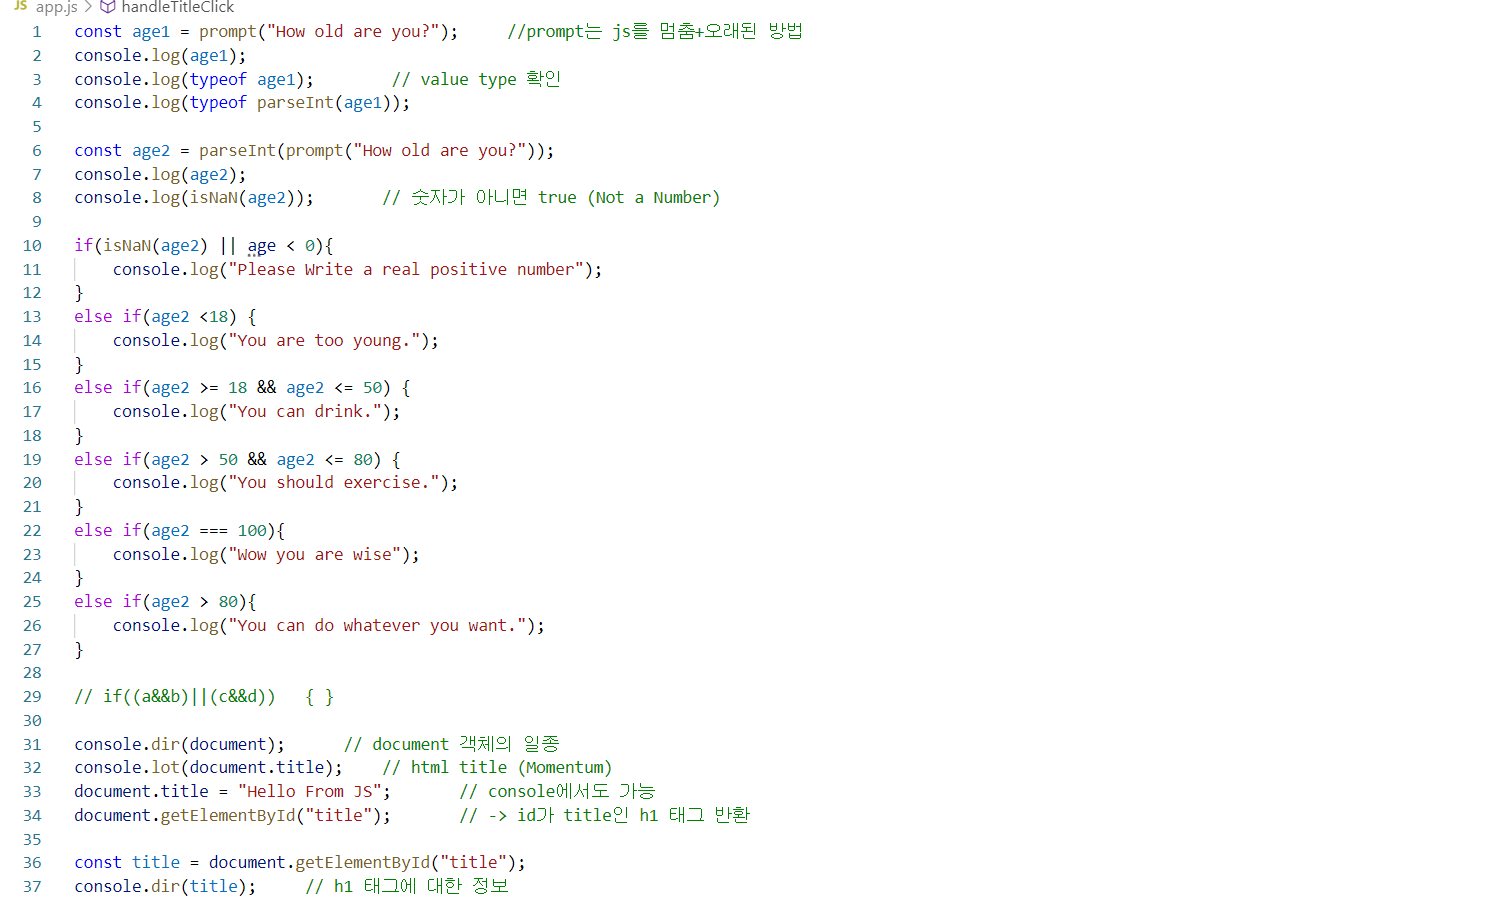 JS app.js > handleTitleClick
1 const age1 = prompt("How old are you?"); //prompt는 js를 멈춤+오래된 방법
2 console.log(age1);
3 console.log(typeof age1); // value type 확인
4 console.log(typeof parseInt(age1));
5
6 const age2 = parseInt(prompt("How old are you?"));
7 console.log(age2);
8 console.log(isNaN(age2)); // 숫자가 아니면 true (Not a Number)
9
10 if(isNaN(age2) || age < 0){
11 console.log("Please Write a real positive number");
12 }
13 else if(age2 <18) {
14 console.log("You are too young.");
15 }
16 else if(age2 >= 18 && age2 <= 50) {
17 console.log("You can drink.");
18 }
19 else if(age2 > 50 && age2 <= 80) {
20 console.log("You should exercise.");
21 }
22 else if(age2 === 100){
23 console.log("Wow you are wise");
24 }
25 else if(age2 > 80){
26 console.log("You can do whatever you want.");
27 }
28
29 // if((a&&b)||(c&&d)) { }
30
31 console.dir(document); // document 객체의 일종
32 console.lot(document.title); // html title (Momentum)
33 document.title = "Hello From JS"; // console에서도 가능
34 document.getElementById("title"); // -> id가 title인 h1 태그 반환
35
36 const title = document.getElementById("title");
37 console.dir(title); // h1 태그에 대한 정보